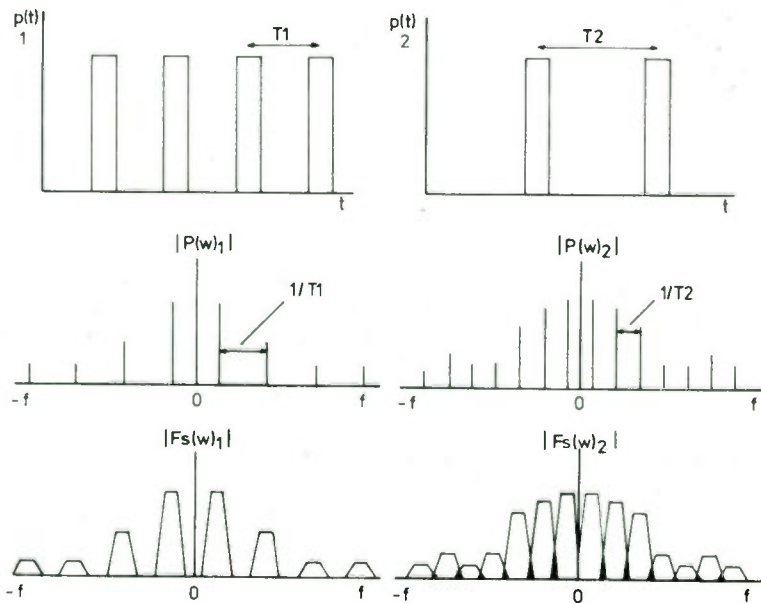 p(t)
1
T1
t
p(t)
2
T2
t
|P(w)1|
1/T1
-f
0
f
|P(w)2|
1/T2
-f
0
f
|Fs(w)1|
-f
0
f
|Fs(w)2|
-f
0
f